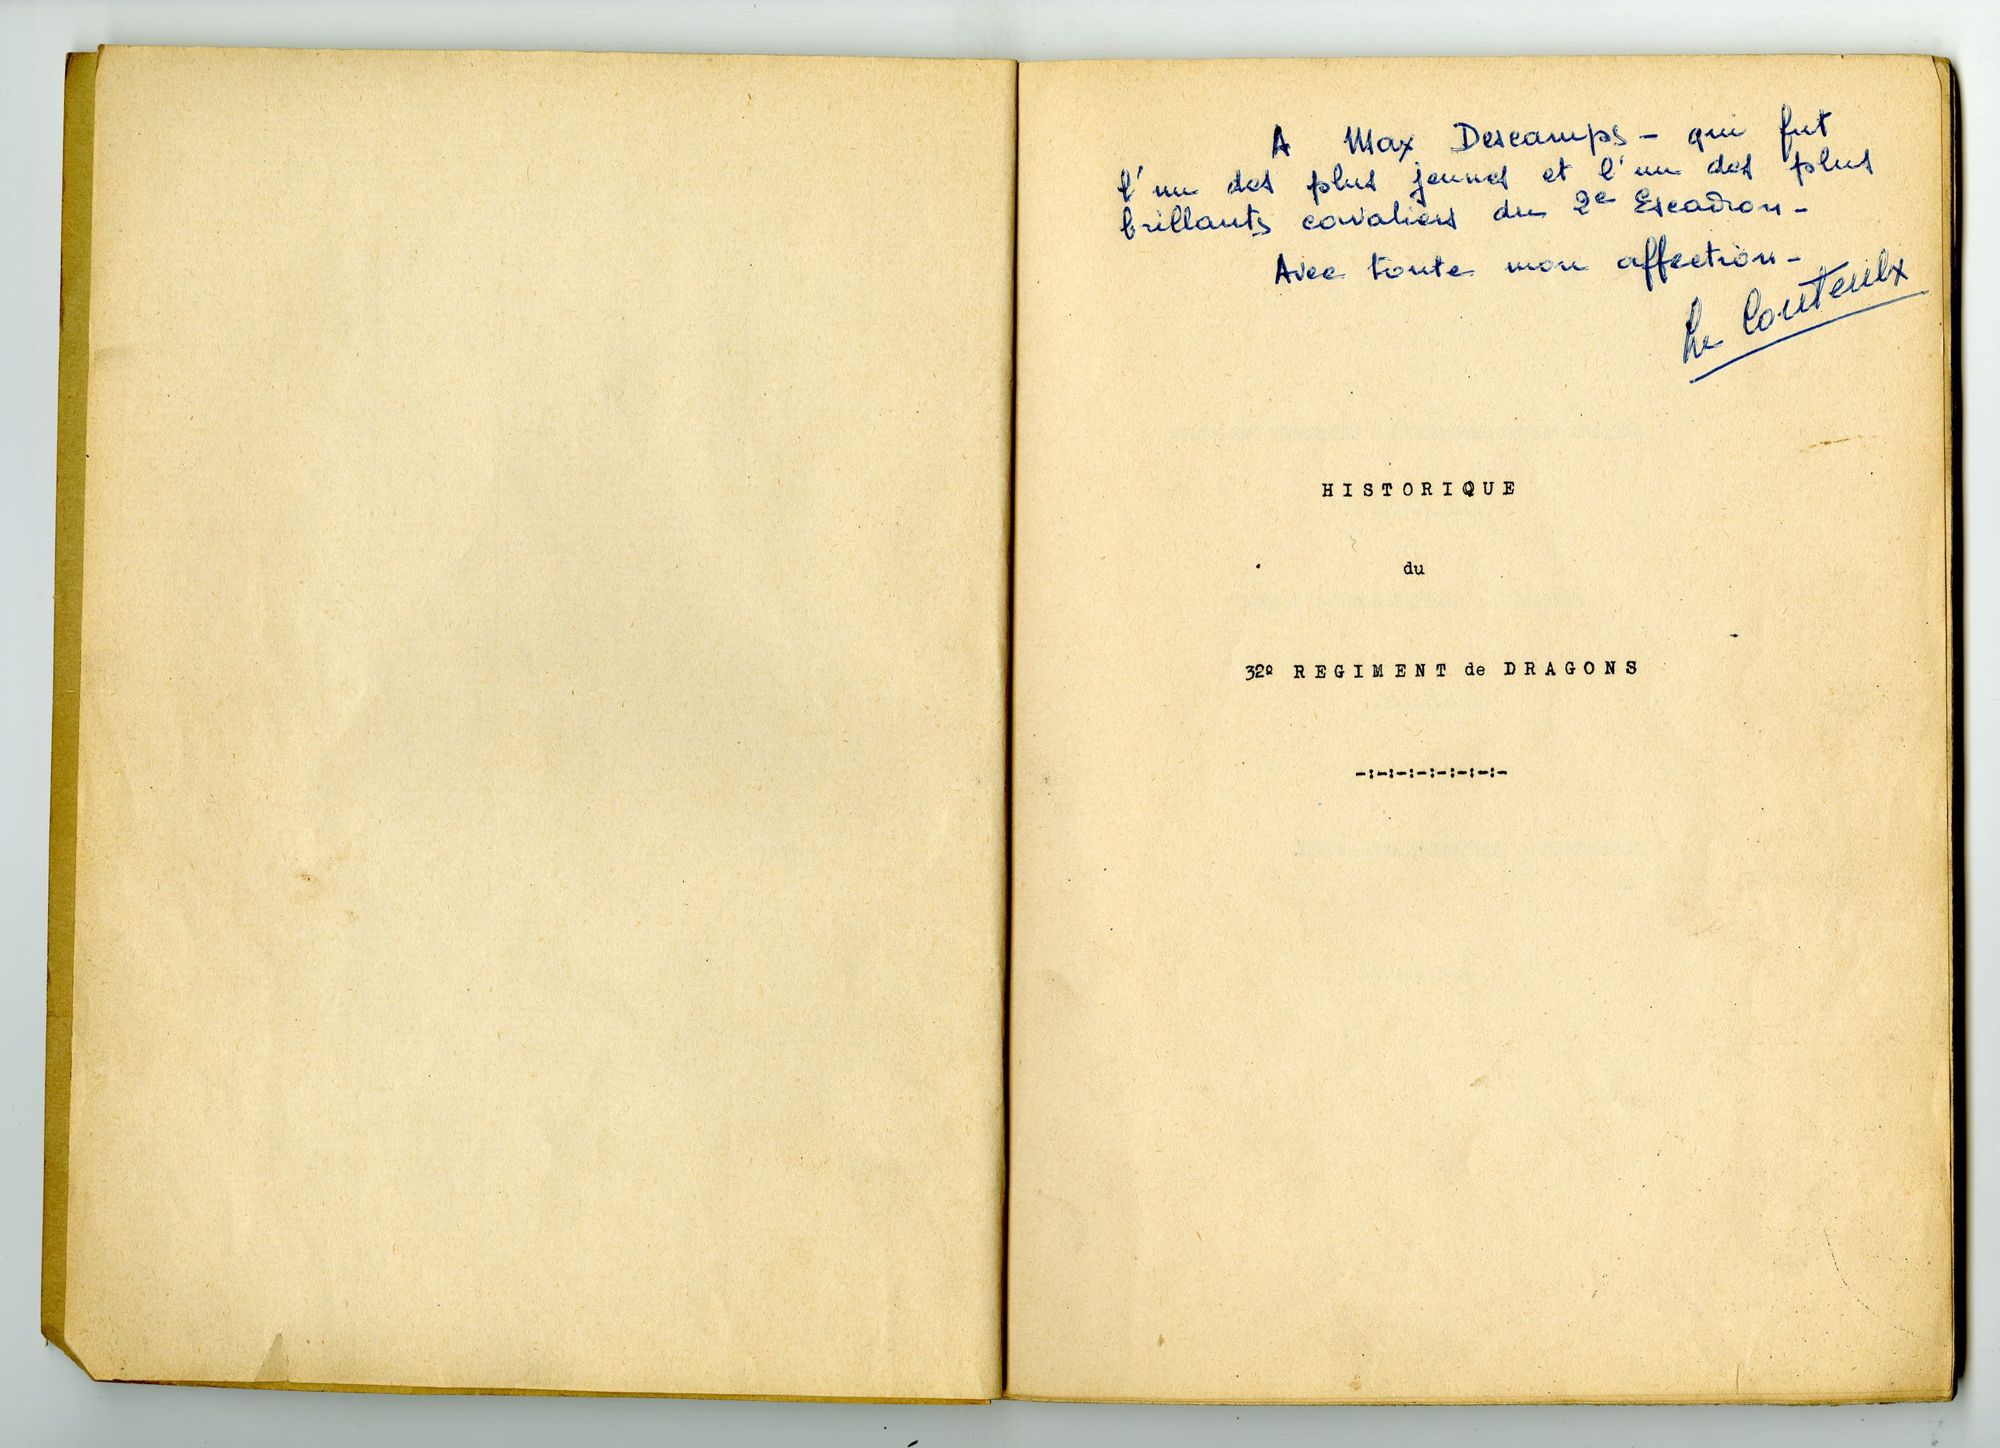 A Max Descamps – qui fut
l'un des plus jeunes et l'un des plus
brillants cavaliers du 2e Escadron –
Avec toute mon affection –
Le Couteulx
HISTORIQUE
du
32º REGIMENT de DRAGONS
-:-:-:-:-:-:-:-